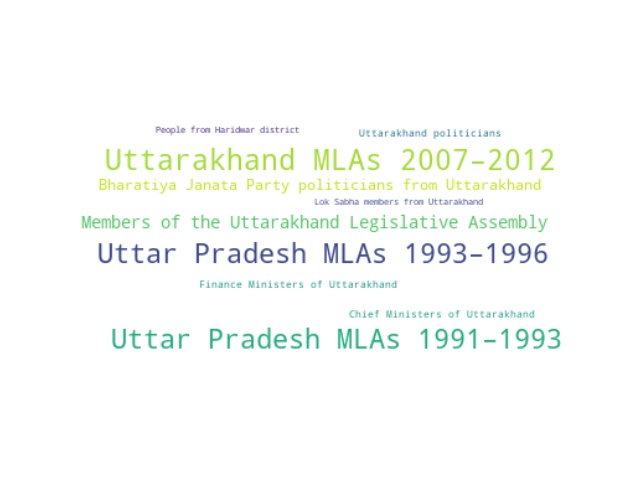 People from Haridwar district
Uttarakhand politicians
Uttarakhand MLAs 2007–2012
Bharatiya Janata Party politicians from Uttarakhand
Lok Sabha members from Uttarakhand
Members of the Uttarakhand Legislative Assembly
Uttar Pradesh MLAs 1993–1996
Finance Ministers of Uttarakhand
Chief Ministers of Uttarakhand
Uttar Pradesh MLAs 1991–1993